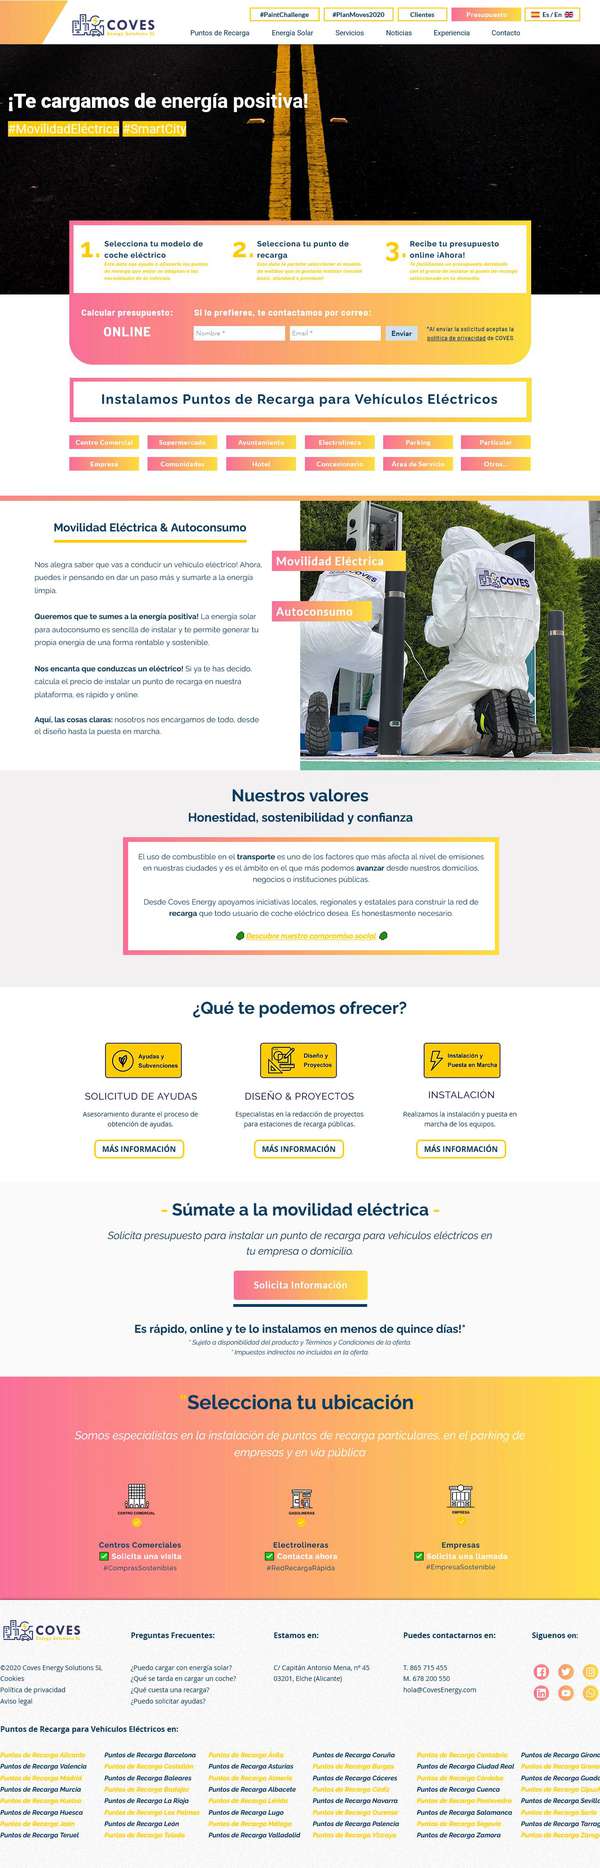 COVES
Energy Solutions SL
#PaintChallenge
#PlanMoves2020
Clientes
Presupuesto
Es / En
Puntos de Recarga
Energía Solar
Servicios
Noticias
Experiencia
Contacto
¡Te cargamos de energía positiva!
#MovilidadEléctrica #SmartCity
1.
Selecciona tu modelo de
coche eléctrico
2.
Selecciona tu punto de
recarga
3.
Recibe tu presupuesto
online ¡Ahora!
Calcular presupuesto:
ONLINE
Si lo prefieres, te contactamos por correo:
Nombre *
Email *
Enviar
*Al enviar la solicitud aceptas la
política de privacidad de COVES
Instalamos Puntos de Recarga para Vehículos Eléctricos
Centro Comercial
Supermercado
Ayuntamiento
Electrolinera
Parking
Particular
Empresa
Comunidades
Hotel
Concesionario
Área de Servicio
Otros...
Movilidad Eléctrica & Autoconsumo
Nos alegra saber que vas a conducir un vehículo eléctrico! Ahora,
puedes ir pensando en dar un paso más y sumarte a la energía
limpia.
Queremos que te sumes a la energía positiva! La energía solar
para autoconsumo es sencilla de instalar y te permite generar tu
propia energía de una forma rentable y sostenible.
Nos encanta que conduzcas un eléctrico! Si ya te has decido,
calcula el precio de instalar un punto de recarga en nuestra
plataforma, es rápido y online.
Aquí, las cosas claras: nosotros nos encargamos de todo, desde
el diseño hasta la puesta en marcha.
Movilidad Eléctrica
Autoconsumo
COVES
COVES
Nuestros valores
Honestidad, sostenibilidad y confianza
El uso de combustible en el transporte es uno de los factores que más afecta al nivel de emisiones
en nuestras ciudades y es el ámbito en el que más podemos avanzar desde nuestros domicilios,
negocios o instituciones públicas.
Desde Coves Energy apoyamos iniciativas locales, regionales y estatales para construir la red de
recarga que todo usuario de coche eléctrico desea. Es honestasmente necesario.
Descubre nuestro compromiso social
¿Qué te podemos ofrecer?
Ayudas y
Subvenciones
Diseño y
Proyectos
Instalación y
Puesta en Marcha
SOLICITUD DE AYUDAS
DISEÑO & PROYECTOS
INSTALACIÓN
Asesoramiento durante el proceso de
obtención de ayudas.
Especialistas en la redacción de proyectos
para estaciones de recarga públicas.
Realizamos la instalación y puesta en
marcha de los equipos.
MÁS INFORMACIÓN
MÁS INFORMACIÓN
MÁS INFORMACIÓN
- Súmate a la movilidad eléctrica -
Solicita presupuesto para instalar un punto de recarga para vehículos eléctricos en
tu empresa o domicilio.
Solicita Información
Es rápido, online y te lo instalamos en menos de quince días!*
* Sujeto a disponibilidad del producto y Términos y Condiciones de la oferta.
* Impuestos indirectos no incluidos en la oferta.
Selecciona tu ubicación
Somos especialistas en la instalación de puntos de recarga particulares, en el parking de
empresas y en vía pública
CENTRO COMERCIAL
GASOLINERAS
EMPRESA
Centros Comerciales
Solicita una visita
#ComprasSostenibles
Electrolineras
Contacta ahora
#RedRecargaRápida
Empresas
Solicita una llamada
#EmpresaSostenible
COVES
Energy Solutions SL
©2020 Coves Energy Solutions SL
Cookies
Política de privacidad
Aviso legal
Preguntas Frecuentes:
¿Puedo cargar con energía solar?
¿Qué se tarda en cargar un coche?
¿Qué cuesta una recarga?
¿Puedo solicitar ayudas?
Estamos en:
C/ Capitán Antonio Mena, nº 45
03201, Elche (Alicante)
Puedes contactarnos en:
T. 865 715 455
M. 678 200 550
hola@CovesEnergy.com
Síguenos en:
Puntos de Recarga para Vehículos Eléctricos en:
Puntos de Recarga Alicante
Puntos de Recarga Valencia
Puntos de Recarga Madrid
Puntos de Recarga Murcia
Puntos de Recarga Huelva
Puntos de Recarga Huesca
Puntos de Recarga Jaén
Puntos de Recarga Teruel
Puntos de Recarga Barcelona
Puntos de Recarga Castellón
Puntos de Recarga Badajoz
Puntos de Recarga Baleares
Puntos de Recarga La Rioja
Puntos de Recarga Las Palmas
Puntos de Recarga León
Puntos de Recarga Toledo
Puntos de Recarga Ávila
Puntos de Recarga Asturias
Puntos de Recarga Almería
Puntos de Recarga Albacete
Puntos de Recarga Lérida
Puntos de Recarga Lugo
Puntos de Recarga Málaga
Puntos de Recarga Valladolid
Puntos de Recarga Coruña
Puntos de Recarga Burgos
Puntos de Recarga Cáceres
Puntos de Recarga Cádiz
Puntos de Recarga Navarra
Puntos de Recarga Ourense
Puntos de Recarga Palencia
Puntos de Recarga Vizcaya
Puntos de Recarga Cantabria
Puntos de Recarga Ciudad Real
Puntos de Recarga Córdoba
Puntos de Recarga Cuenca
Puntos de Recarga Pontevedra
Puntos de Recarga Salamanca
Puntos de Recarga Segovia
Puntos de Recarga Zamora
Puntos de Recarga Giron
Puntos de Recarga Grana
Puntos de Recarga Guada
Puntos de Recarga Gipuz
Puntos de Recarga Sevilla
Puntos de Recarga Soria
Puntos de Recarga Tarrag
Puntos de Recarga Zarag